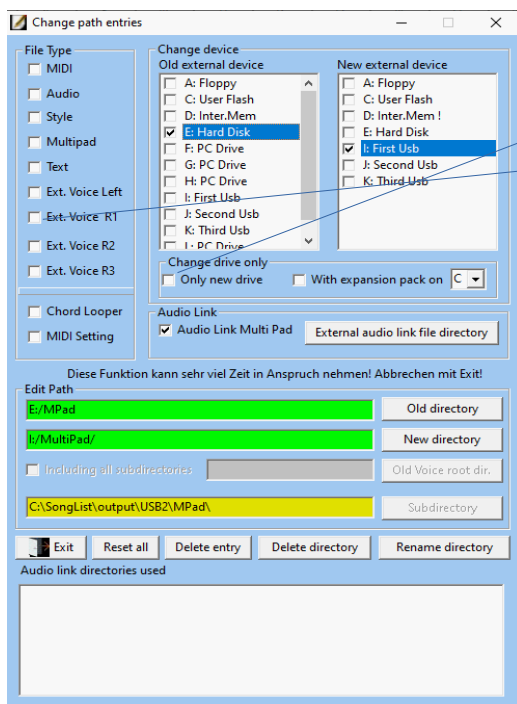 Change path entries
File Type
MIDI
Audio
Style
Multipad
Text
Ext. Voice Left
Ext. Voice R1
Ext. Voice R2
Ext. Voice R3
Chord Looper
MIDI Setting
Change device
Old external device
A: Floppy
C: User Flash
D: Inter.Mem
E: Hard Disk
F: PC Drive
G: PC Drive
H: PC Drive
I: First Usb
J: Second Usb
K: Third Usb
L: PC Drive
New external device
A: Floppy
C: User Flash
D: Inter.Mem !
E: Hard Disk
I: First Usb
J: Second Usb
K: Third Usb
Change drive only
Only new drive
With expansion pack on C
Audio Link
Audio Link Multi Pad
External audio link file directory
Diese Funktion kann sehr viel Zeit in Anspruch nehmen! Abbrechen mit Exit!
Edit Path
E:/MPad
Old directory
I:/MultiPad/
New directory
Including all subdirectories
Old Voice root dir.
C:\SongList\output\USB2\MPad\
Subdirectory
Exit
Reset all
Delete entry
Delete directory
Rename directory
Audio link directories used